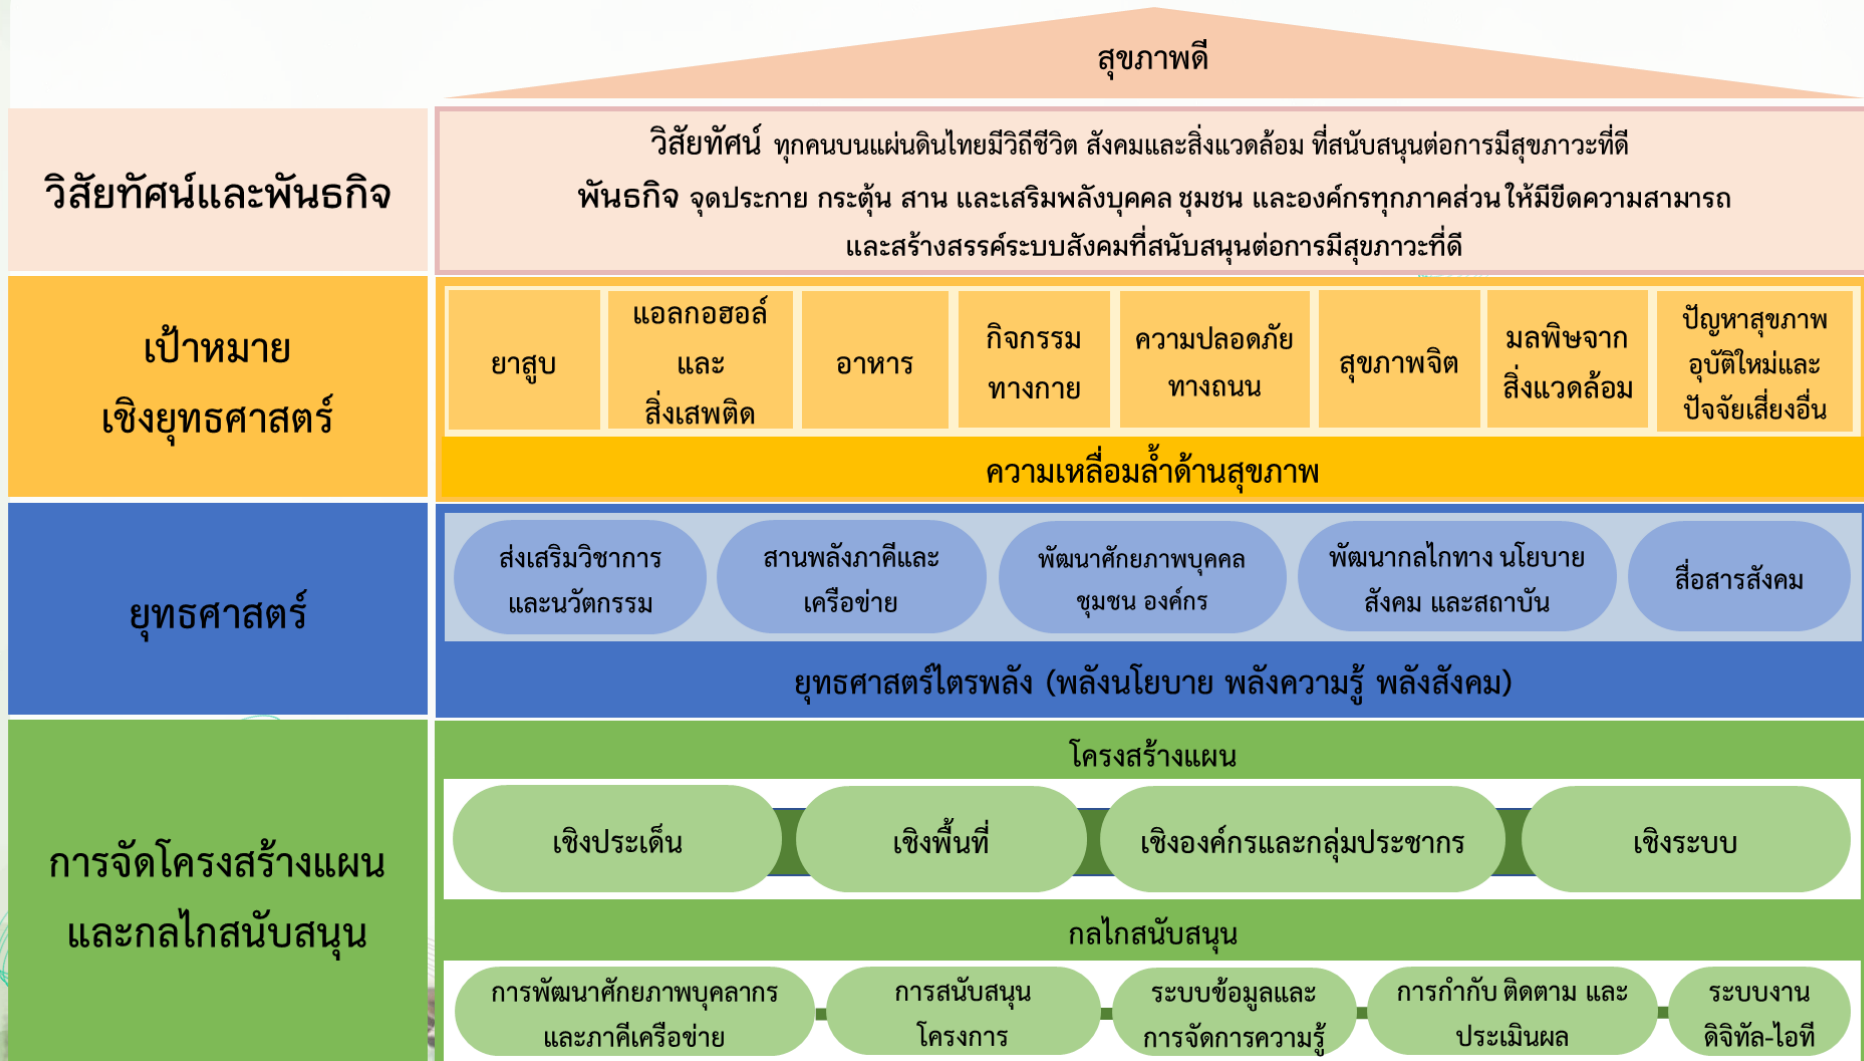 สุขภาพดี
วิสัยทัศน์และพันธกิจ
วิสัยทัศน์ ทุกคนบนแผ่นดินไทยมีวิถีชีวิต สังคมและสิ่งแวดล้อม ที่สนับสนุนต่อการมีสุขภาวะที่ดี
พันธกิจ จุดประกาย กระตุ้น สาน และเสริมพลังบุคคล ชุมชน และองค์กรทุกภาคส่วน ให้มีขีดความสามารถ
และสร้างสรรค์ระบบสังคมที่สนับสนุนต่อการมีสุขภาวะที่ดี
เป้าหมาย
เชิงยุทธศาสตร์
ยาสูบ
แอลกอฮอล์
และ
สิ่งเสพติด
อาหาร
กิจกรรม
ทางกาย
ความปลอดภัย
ทางถนน
สุขภาพจิต
มลพิษจาก
สิ่งแวดล้อม
ปัญหาสุขภาพ
อุบัติใหม่และ
ปัจจัยเสี่ยงอื่น
ความเหลื่อมล้ำด้านสุขภาพ
ยุทธศาสตร์
ส่งเสริมวิชาการ
และนวัตกรรม
สานพลังภาคีและ
เครือข่าย
พัฒนาศักยภาพบุคคล
ชุมชน องค์กร
พัฒนากลไกทาง นโยบาย
สังคม และสถาบัน
สื่อสารสังคม
ยุทธศาสตร์ไตรพลัง (พลังนโยบาย พลังความรู้ พลังสังคม)
การจัดโครงสร้างแผน
และกลไกสนับสนุน
โครงสร้างแผน
เชิงประเด็น
เชิงพื้นที่
เชิงองค์กรและกลุ่มประชากร
เชิงระบบ
กลไกสนับสนุน
การพัฒนาศักยภาพบุคลากร
และภาคีเครือข่าย
การสนับสนุน
โครงการ
ระบบข้อมูลและ
การจัดการความรู้
การกำกับ ติดตาม และ
ประเมินผล
ระบบงาน
ดิจิทัล-ไอที